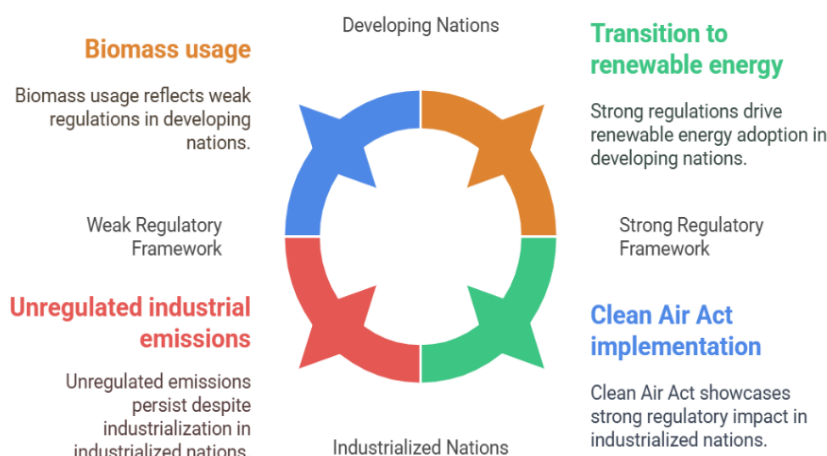 Developing Nations
Biomass usage
Biomass usage reflects weak
regulations in developing
nations.
Transition to
renewable energy
Strong regulations drive
renewable energy adoption in
developing nations.
Weak Regulatory
Framework
Strong Regulatory
Framework
Unregulated industrial
emissions
Unregulated emissions
persist despite
industrialization in
industrialized nations.
Clean Air Act
implementation
Clean Air Act showcases
strong regulatory impact in
industrialized nations.
Industrialized Nations